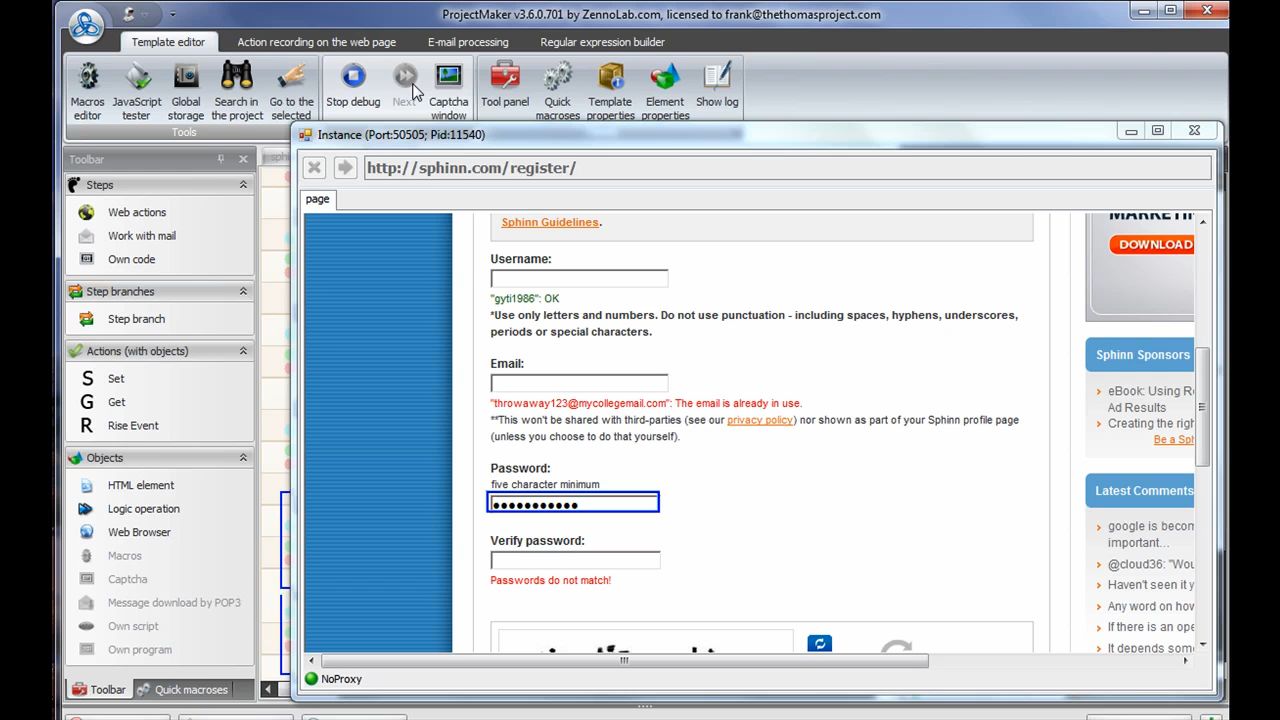 ProjectMaker v3.6.0.701 by ZennoLab.com, licensed to frank@thethomasproject.com
Template editor
Action recording on the web page
E-mail processing
Regular expression builder
Macros editor
JavaScript tester
Global storage
Search in the project
Go to the selected
Stop debug
Next
Captcha window
Tool panel
Quick macroses
Template properties
Element properties
Show log
Tools
Instance (Port:50505; Pid:11540)
http://sphinn.com/register/
page
Toolbar
Steps
Web actions
Work with mail
Own code
Step branches
Step branch
Actions (with objects)
S Set
G Get
R Rise Event
Objects
HTML element
Logic operation
Web Browser
Macros
Captcha
Message download by POP3
Own script
Own program
Toolbar
Quick macroses
Sphinn Guidelines.
Username:
"gyti1986": OK
*Use only letters and numbers. Do not use punctuation - including spaces, hyphens, underscores,
periods or special characters.
Email:
"throwaway123@mycollegemail.com": The email is already in use.
**This won't be shared with third-parties (see our privacy policy) nor shown as part of your Sphinn profile page
(unless you choose to do that yourself).
Password:
five character minimum
Verify password:
Passwords do not match!
DOWNLOAD
Sphinn Sponsors
eBook: Using
Ad Results
Creating the
Be a
Latest Comments
google is
important...
@cloud36:
Haven't seen it
Any word on
If there is an
It depends
NoProxy